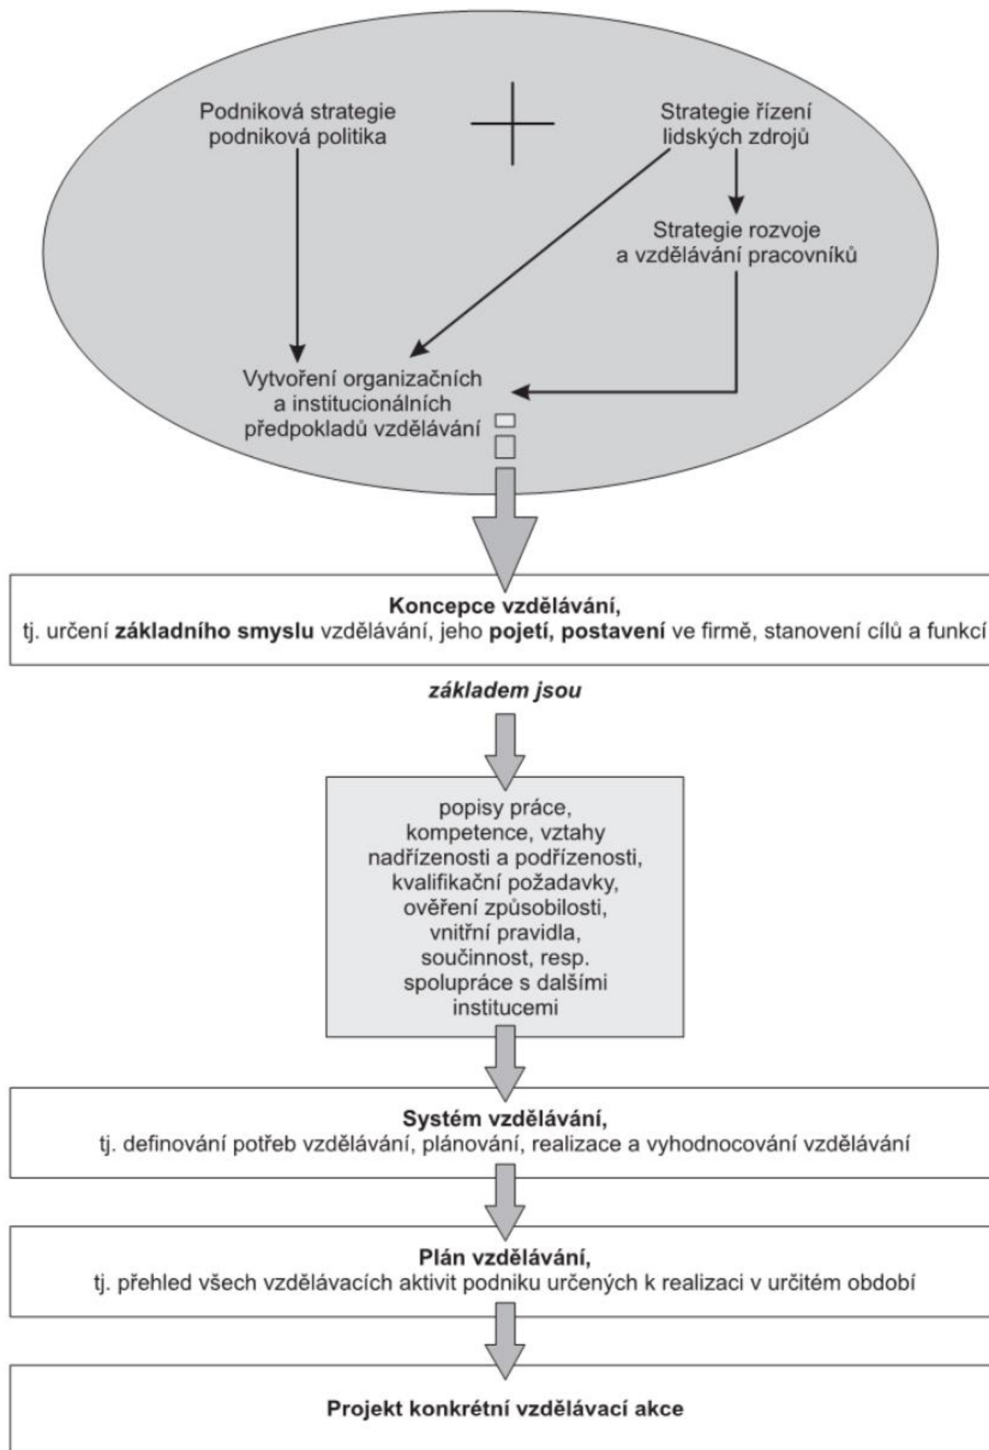 Podniková strategie
podniková politika
Strategie řízení
lidských zdrojů
Strategie rozvoje
a vzdělávání pracovníků
Vytvoření organizačních
a institucionálních
předpokladů vzdělávání
Koncepce vzdělávání,
tj. určení základního smyslu vzdělávání, jeho pojetí, postavení ve firmě, stanovení cílů a funkcí
základem jsou
popisy práce,
kompetence, vztahy
nadřízenosti a podřízenosti,
kvalifikační požadavky,
ověření způsobilosti,
vnitřní pravidla,
součinnost, resp.
spolupráce s dalšími
institucemi
Systém vzdělávání,
tj. definování potřeb vzdělávání, plánování, realizace a vyhodnocování vzdělávání
Plán vzdělávání,
tj. přehled všech vzdělávacích aktivit podniku určených k realizaci v určitém období
Projekt konkrétní vzdělávací akce